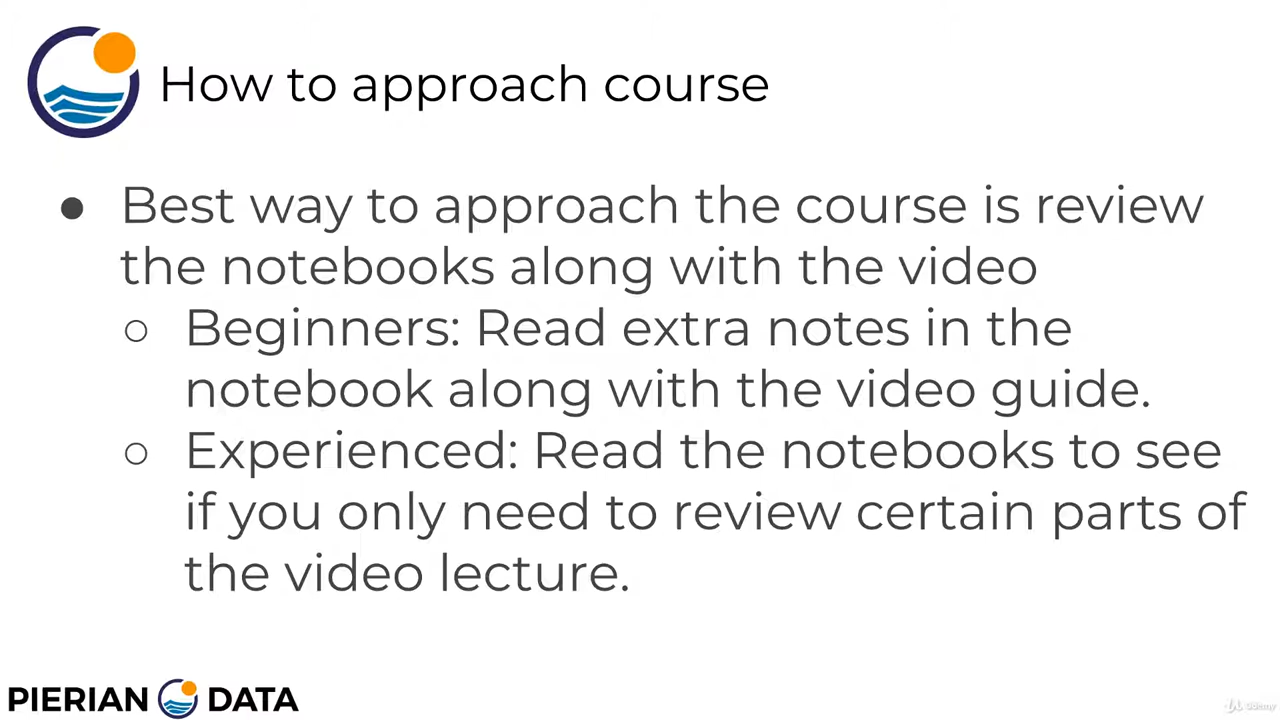 How to approach course
● Best way to approach the course is review
the notebooks along with the video
○ Beginners: Read extra notes in the
notebook along with the video guide.
○ Experienced: Read the notebooks to see
if you only need to review certain parts of
the video lecture.
PIERIAN DATA
Udemy